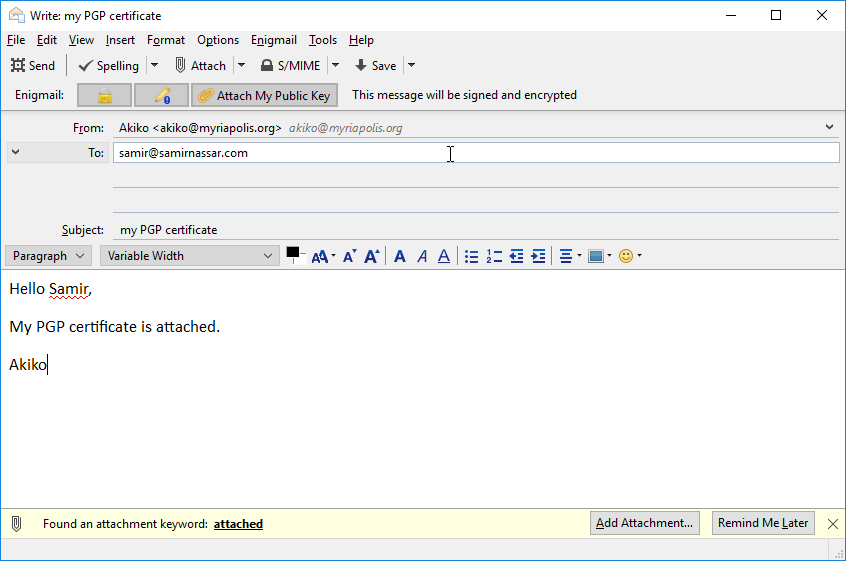 Write: my PGP certificate
File Edit View Insert Format Options Enigmail Tools Help
Send Spelling Attach S/MIME Save
Enigmail: Attach My Public Key This message will be signed and encrypted
From: Akiko <akiko@myriapolis.org> akiko@myriapolis.org
To: samir@samirnassar.com
Subject: my PGP certificate
Paragraph Variable Width
Hello Samir,
My PGP certificate is attached.
Akiko
Found an attachment keyword: attached Add Attachment... Remind Me Later